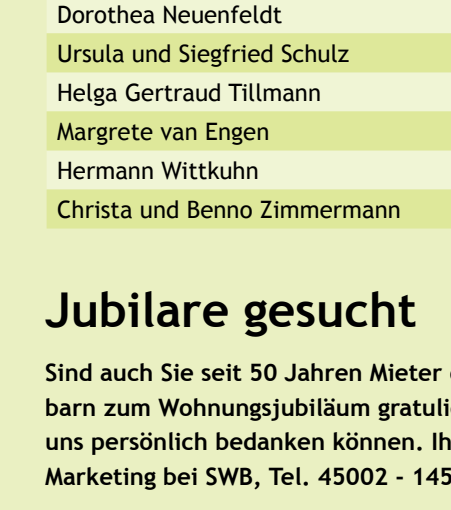 Dorothea Neuenfeldt
Ursula und Siegfried Schulz
Helga Gertraud Tillmann
Margrete van Engen
Hermann Wittkuhn
Christa und Benno Zimmermann
Jubilare gesucht
Sind auch Sie seit 50 Jahren Mieter
barn zum Wohnungsjubiläum
uns persönlich bedanken können.
Marketing bei SWB, Tel. 45002 - 145